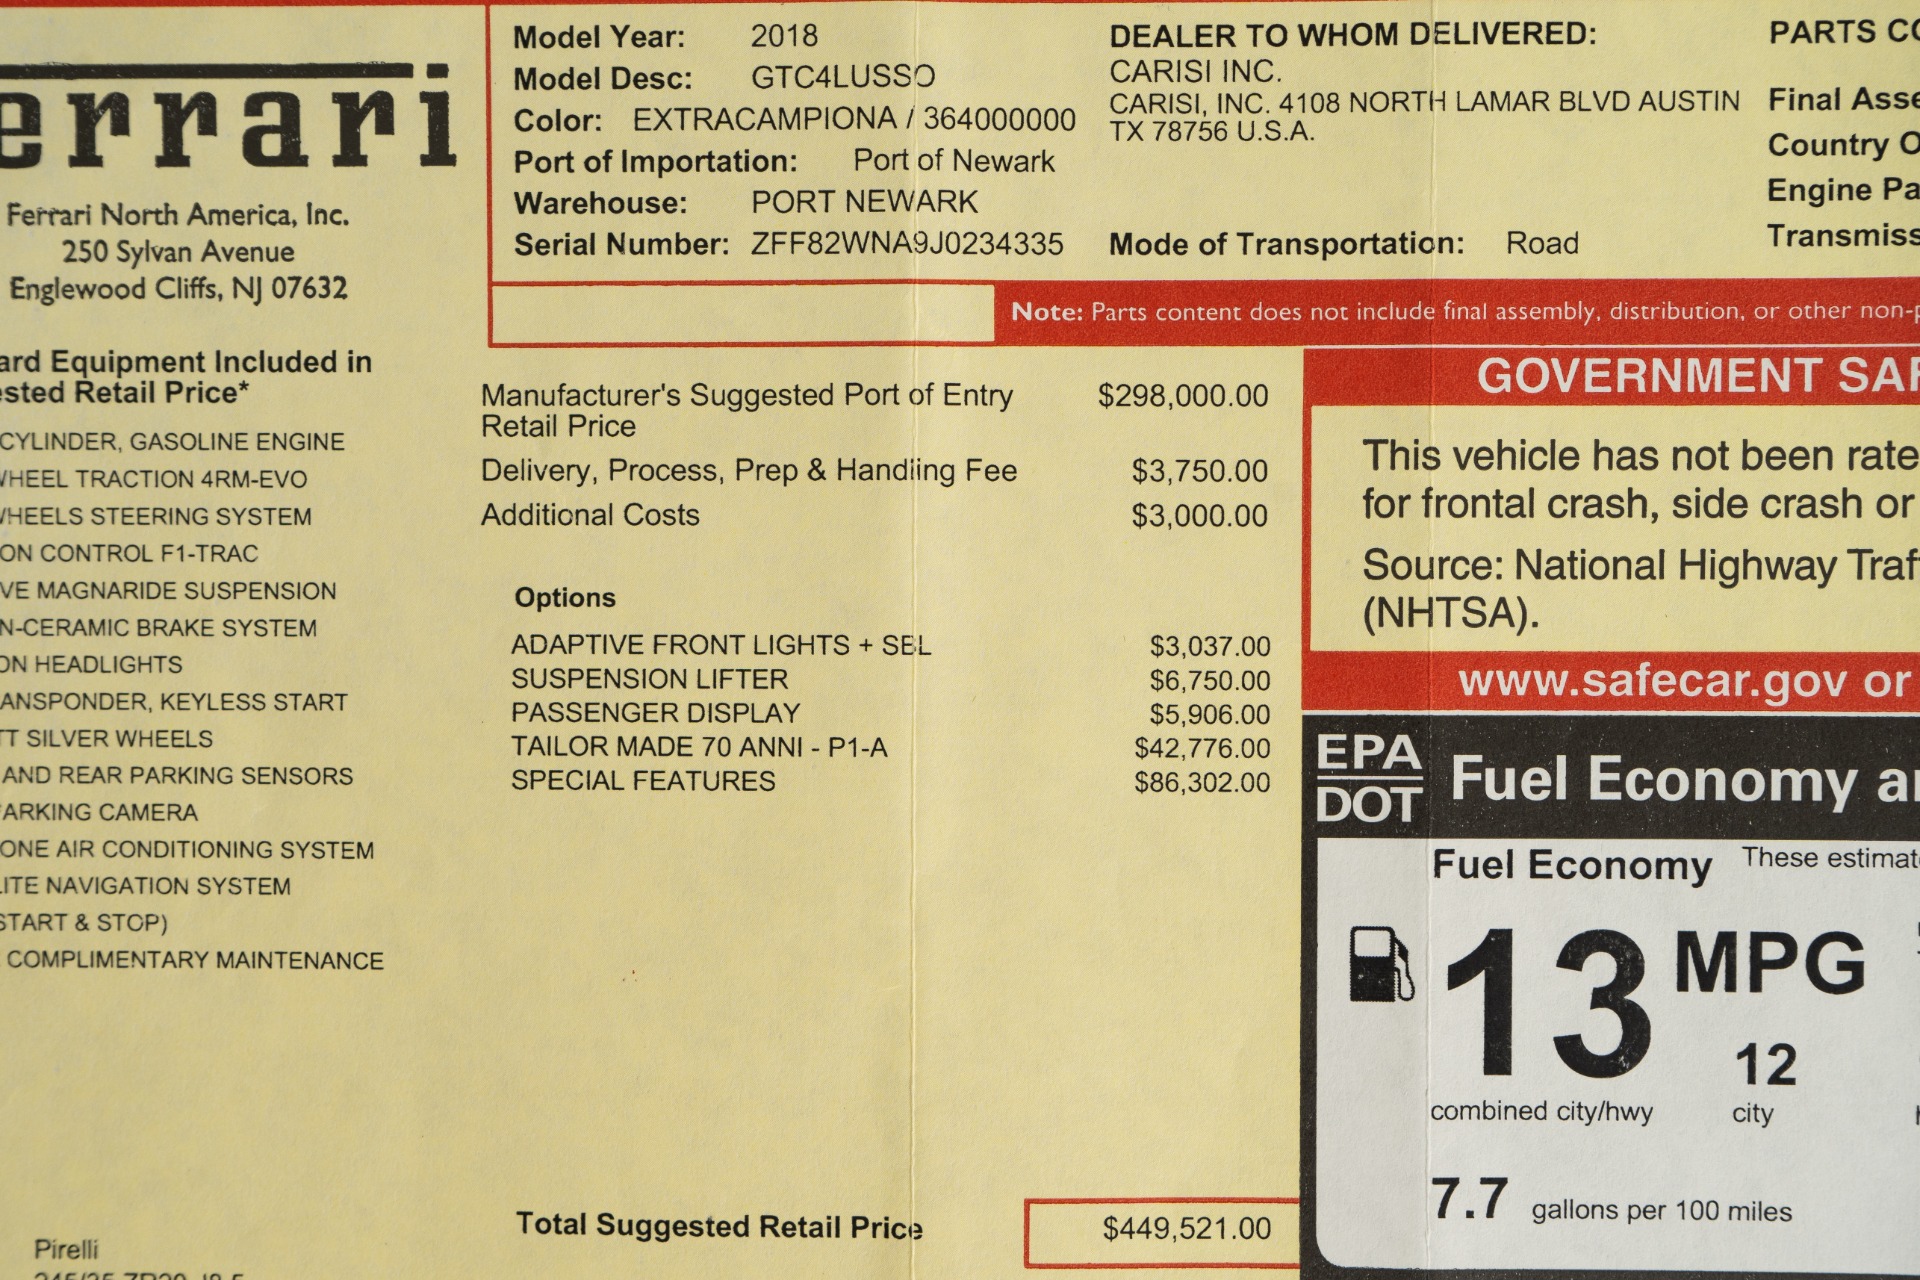 errari
Ferrari North America, Inc.
250 Sylvan Avenue
Englewood Cliffs, NJ 07632
ard Equipment Included in
ested Retail Price*
CYLINDER, GASOLINE ENGINE
WHEEL TRACTION 4RM-EVO
WHEELS STEERING SYSTEM
ON CONTROL F1-TRAC
VE MAGNARIDE SUSPENSION
N-CERAMIC BRAKE SYSTEM
ON HEADLIGHTS
ANSPONDER, KEYLESS START
TT SILVER WHEELS
AND REAR PARKING SENSORS
PARKING CAMERA
ONE AIR CONDITIONING SYSTEM
LITE NAVIGATION SYSTEM
START & STOP)
COMPLIMENTARY MAINTENANCE
Pirelli
Model Year: 2018
Model Desc: GTC4LUSSO
Color: EXTRACAMPIONA / 364000000
Port of Importation: Port of Newark
Warehouse: PORT NEWARK
Serial Number: ZFF82WNA9J0234335
DEALER TO WHOM DELIVERED:
CARISI INC.
CARISI, INC. 4108 NORTH LAMAR BLVD AUSTIN
TX 78756 U.S.A.
Mode of Transportation: Road
PARTS CO
Final Asse
Country O
Engine Pa
Transmiss
Note: Parts content does not include final assembly, distribution, or other non-p
Manufacturer's Suggested Port of Entry $298,000.00
Retail Price
Delivery, Process, Prep & Handling Fee $3,750.00
Additional Costs $3,000.00
Options
ADAPTIVE FRONT LIGHTS + SBL $3,037.00
SUSPENSION LIFTER $6,750.00
PASSENGER DISPLAY $5,906.00
TAILOR MADE 70 ANNI - P1-A $42,776.00
SPECIAL FEATURES $86,302.00
Total Suggested Retail Price $449,521.00
GOVERNMENT SAF
This vehicle has not been rate
for frontal crash, side crash or
Source: National Highway Traf
(NHTSA).
www.safecar.gov or
EPA
DOT
Fuel Economy an
Fuel Economy These estimat
13 MPG
12
combined city/hwy city
7.7 gallons per 100 miles